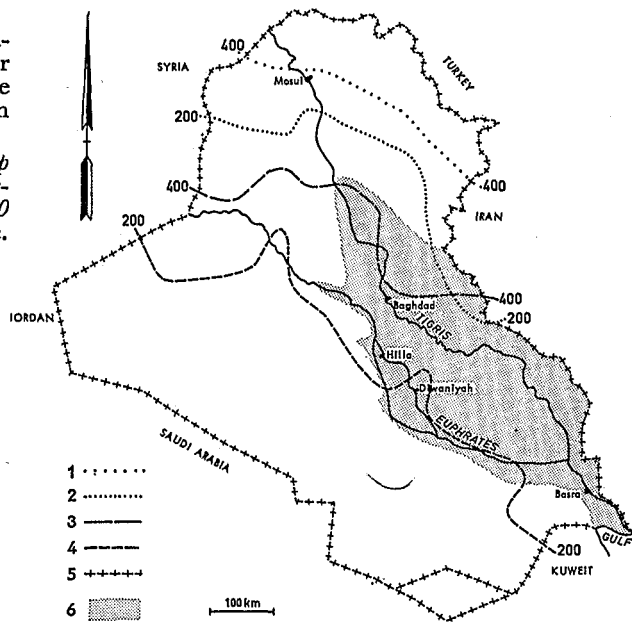 400
SYRIA
TURKEY
Mosul
200
400
400
IRAN
200
400
Baghdad
200
TIGRIS
IORDAN
Hilla
Diwaniyah
EUPHRATES
SAUDI ARABIA
Basra
GULF
200
KUWEIT
1
2
3
4
5
6
100 km